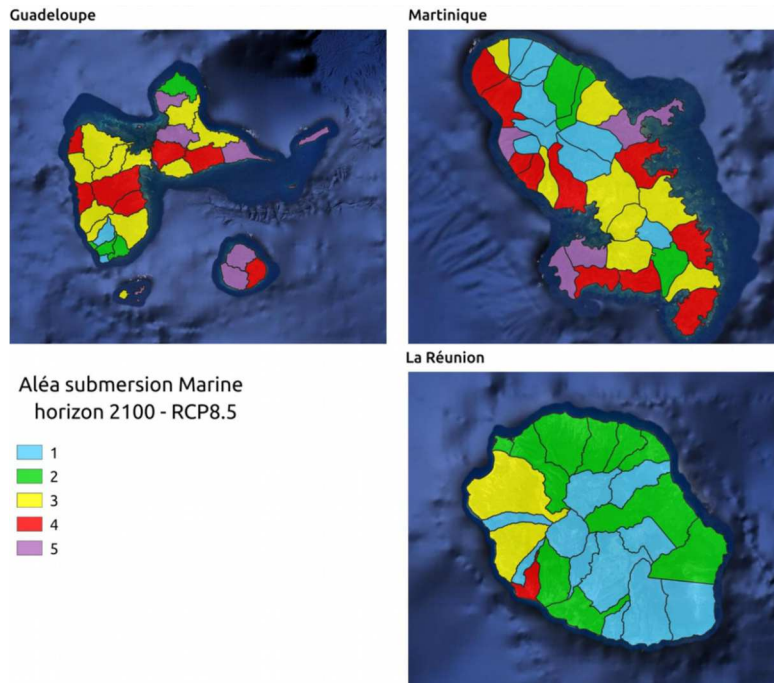 Guadeloupe
Martinique
La Réunion
Aléa submersion Marine
horizon 2100 - RCP8.5
1
2
3
4
5